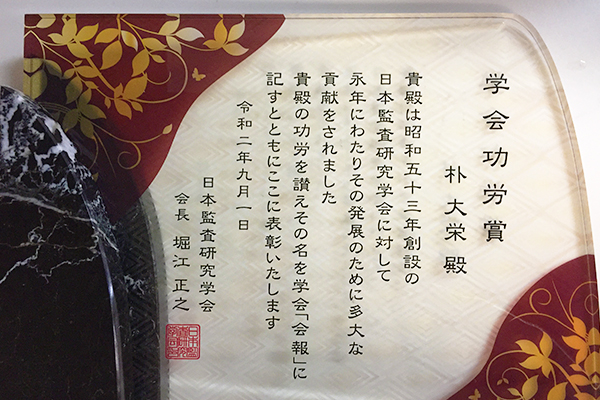 学会功労賞
朴 大栄 殿
貴殿は昭和五十三年創設の
日本監査研究学会に対して
永年にわたりその発展のために多大な
貢献をされました
貴殿の功労を讃えその名を学会「会報」に
記すとともにここに表彰いたします
令和二年九月一日
日本監査研究学会
会長 堀江 正之